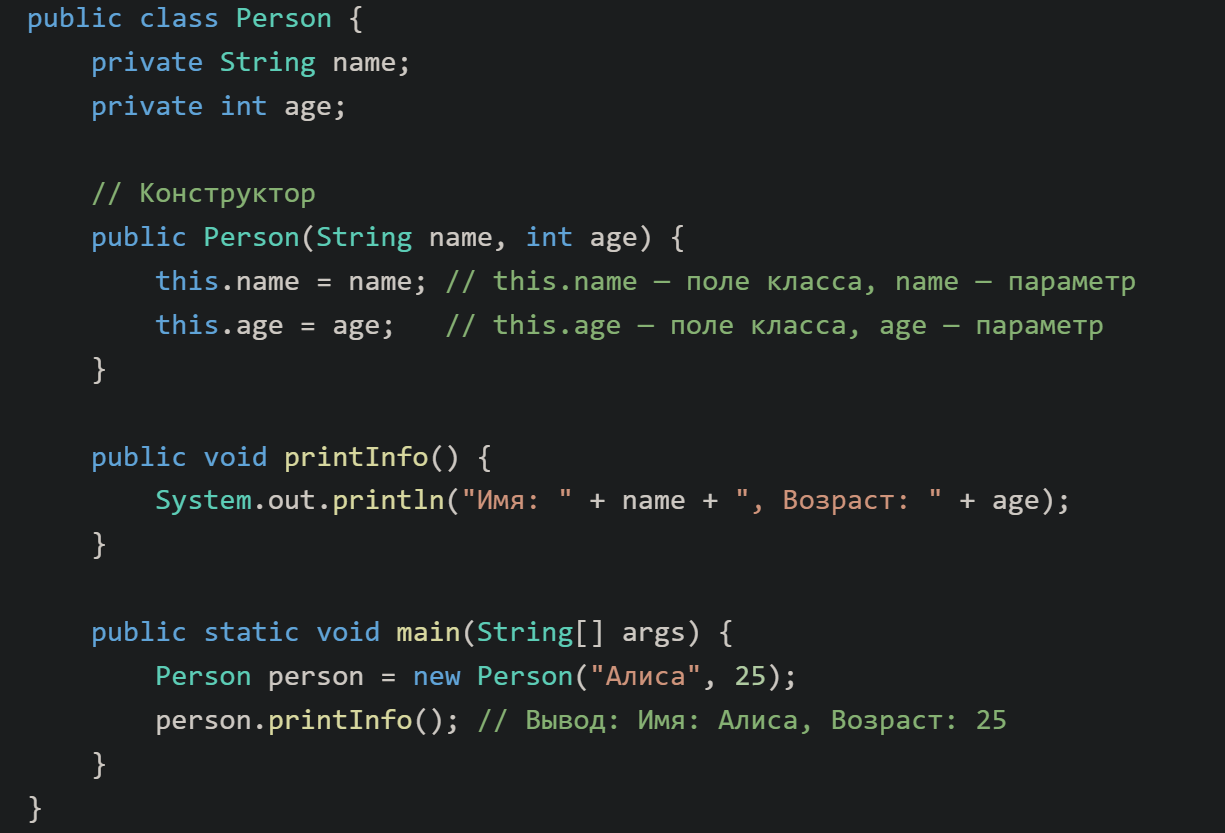 public class Person {
    private String name;
    private int age;

    // Конструктор
    public Person(String name, int age) {
        this.name = name; // this.name — поле класса, name — параметр
        this.age = age;   // this.age — поле класса, age — параметр
    }

    public void printInfo() {
        System.out.println("Имя: " + name + ", Возраст: " + age);
    }

    public static void main(String[] args) {
        Person person = new Person("Алиса", 25);
        person.printInfo(); // Вывод: Имя: Алиса, Возраст: 25
    }
}